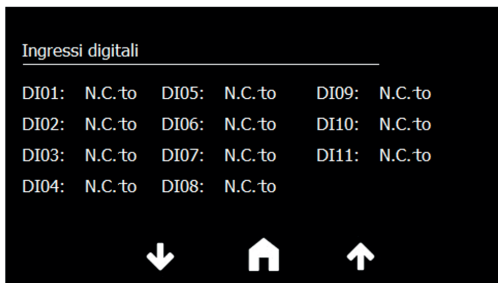 Ingressi digitali
DI01: N.C.to DI05: N.C.to DI09: N.C.to
DI02: N.C.to DI06: N.C.to DI10: N.C.to
DI03: N.C.to DI07: N.C.to DI11: N.C.to
DI04: N.C.to DI08: N.C.to